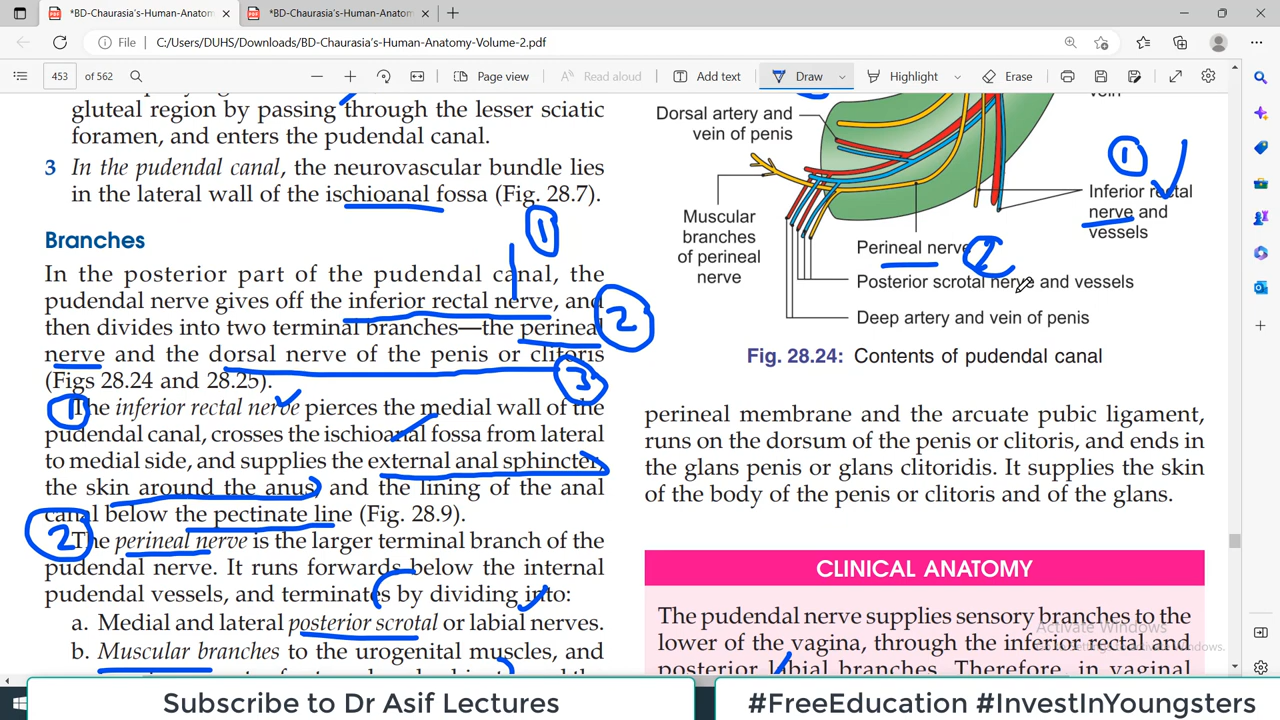 *BD-Chaurasia's-Human-Anatom
*BD-Chaurasia's-Human-Anatom
File
C:/Users/DUHS/Downloads/BD-Chaurasia's-Human-Anatomy-Volume-2.pdf
453 of 562
Page view
Read aloud
Add text
Draw
Highlight
Erase
gluteal region by passing through the lesser sciatic
foramen, and enters the pudendal canal.
3 In the pudendal canal, the neurovascular bundle lies
in the lateral wall of the ischioanal fossa (Fig. 28.7).
1
Branches
In the posterior part of the pudendal canal, the
pudendal nerve gives off the inferior rectal nerve, and
then divides into two terminal branches—the perineal
2
nerve and the dorsal nerve of the penis or clitoris
(Figs 28.24 and 28.25).
3
1
The inferior rectal nerve pierces the medial wall of the
pudendal canal, crosses the ischioanal fossa from lateral
to medial side, and supplies the external anal sphincter,
the skin around the anus, and the lining of the anal
canal below the pectinate line (Fig. 28.9).
2
The perineal nerve is the larger terminal branch of the
pudendal nerve. It runs forwards below the internal
pudendal vessels, and terminates by dividing into:
a. Medial and lateral posterior scrotal or labial nerves.
b. Muscular branches to the urogenital muscles, and
vein
Dorsal artery and
vein of penis
1
Inferior rectal
nerve and
vessels
Muscular
branches
of perineal
nerve
Perineal nerve
2
Posterior scrotal nerve and vessels
Deep artery and vein of penis
Fig. 28.24: Contents of pudendal canal
perineal membrane and the arcuate pubic ligament,
runs on the dorsum of the penis or clitoris, and ends in
the glans penis or glans clitoridis. It supplies the skin
of the body of the penis or clitoris and of the glans.
CLINICAL ANATOMY
The pudendal nerve supplies sensory branches to the
lower of the vagina, through the inferior rectal and
posterior labial branches. Therefore, in vaginal
Activate Windows
Subscribe to Dr Asif Lectures
#FreeEducation #InvestInYoungsters